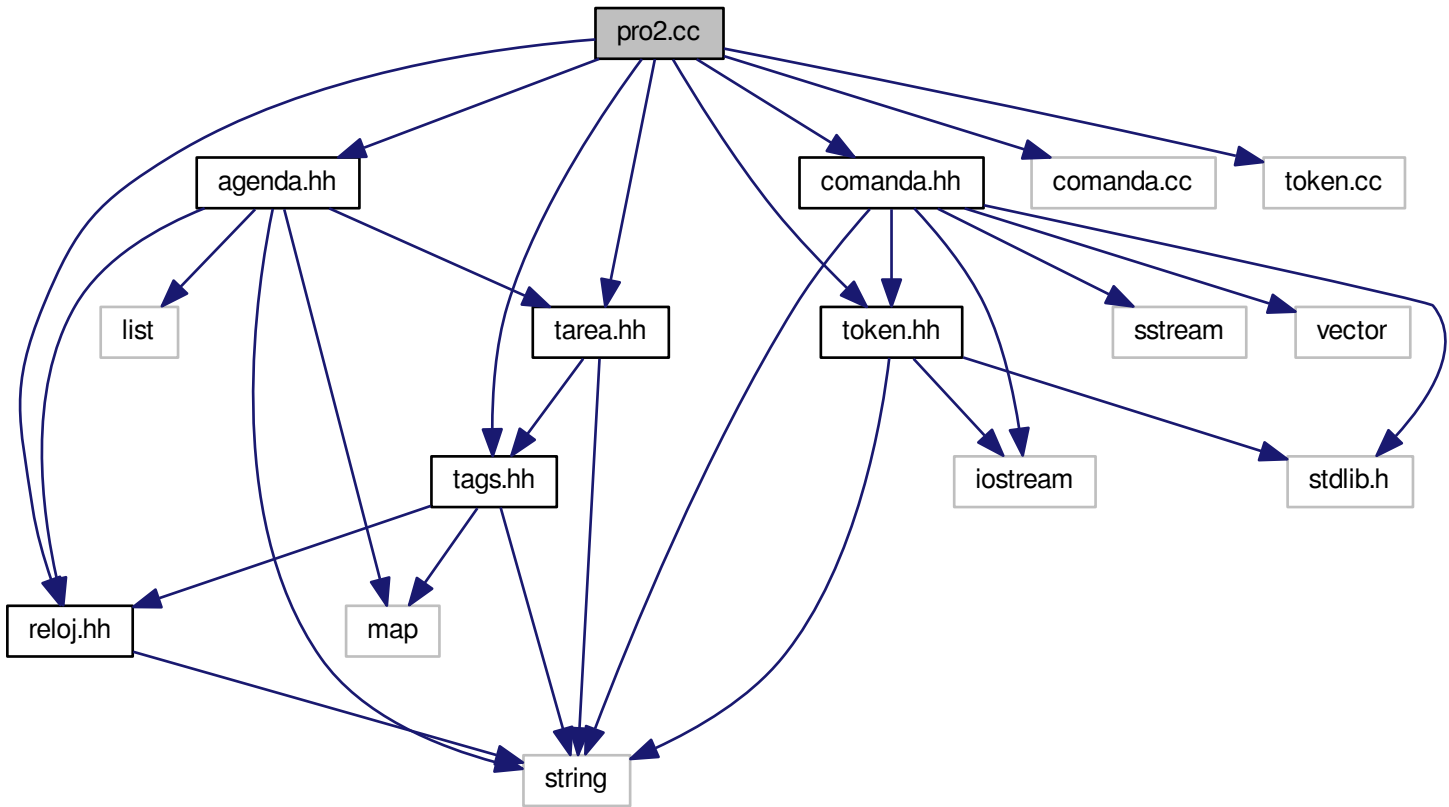 pro2.cc
agenda.hh
comanda.hh
comanda.cc
token.cc
list
tarea.hh
token.hh
sstream
vector
tags.hh
iostream
stdlib.h
reloj.hh
map
string